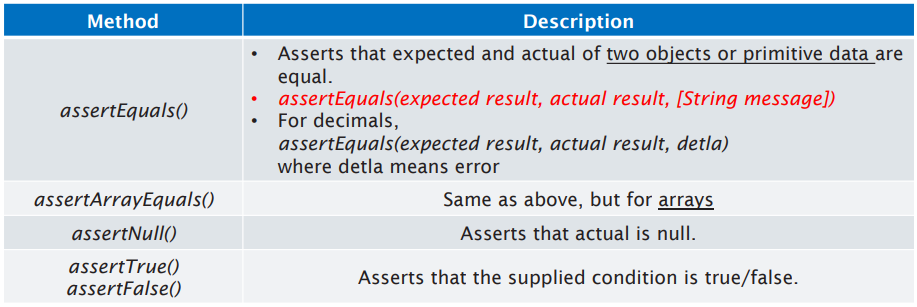 Method Description
assertEquals()
• Asserts that expected and actual of two objects or primitive data are
equal.
• assertEquals(expected result, actual result, [String message])
• For decimals,
assertEquals(expected result, actual result, detla)
where detla means error
assertArrayEquals() Same as above, but for arrays
assertNull() Asserts that actual is null.
assertTrue()
assertFalse()
Asserts that the supplied condition is true/false.